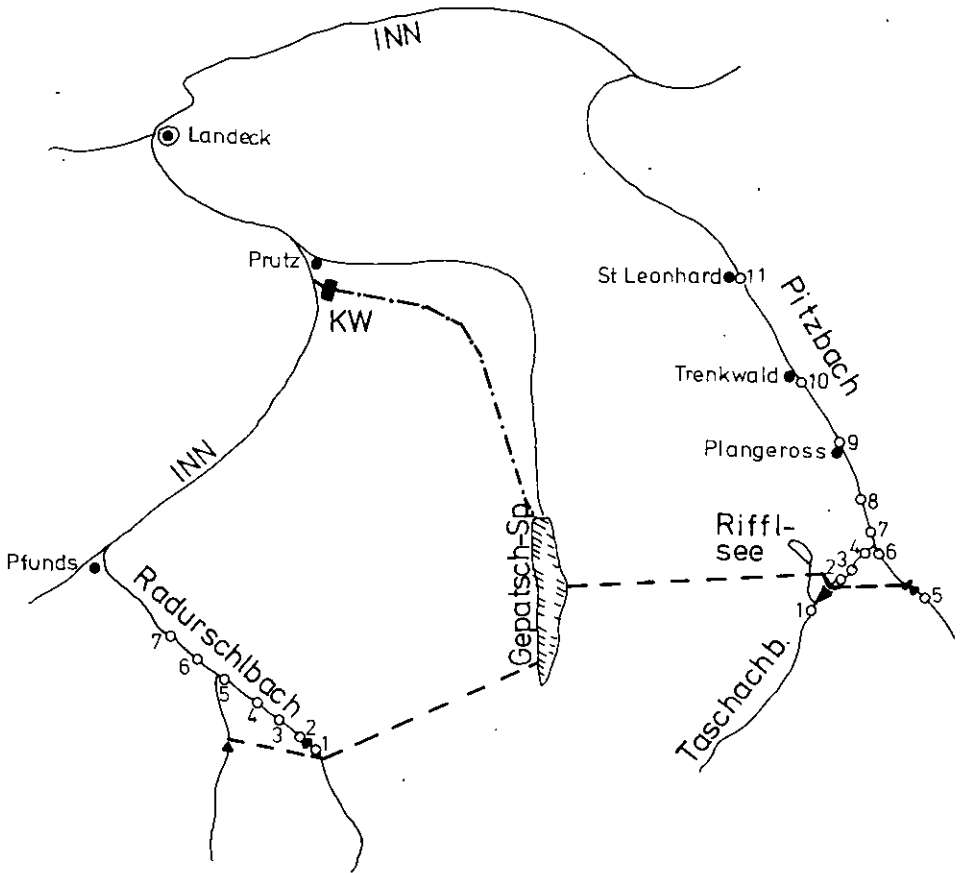 INN
Landeck
Prutz
KW
St Leonhard
11
Pitzbach
Trenkwald
10
INN
9
Plangeross
8
Riffl-
see
7
4
6
3
2
5
1
Gepatsch-Sp.
Taschachb.
Pfunds
Radurschlbach
7
6
5
4
3
2
1